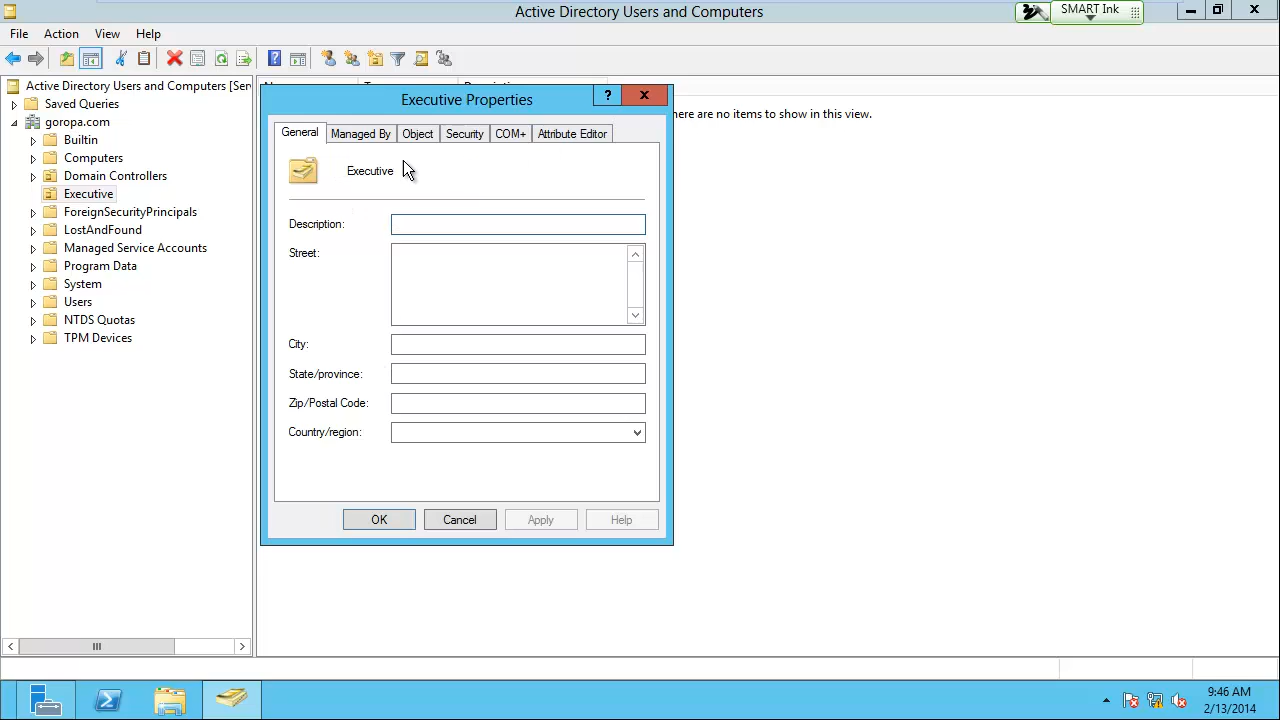 Active Directory Users and Computers
SMART Ink
File Action View Help
Active Directory Users and Computers [Ser
Saved Queries
goropa.com
Builtin
Computers
Domain Controllers
Executive
ForeignSecurityPrincipals
LostAndFound
Managed Service Accounts
Program Data
System
Users
NTDS Quotas
TPM Devices
here are no items to show in this view.
Executive Properties
General Managed By Object Security COM+ Attribute Editor
Executive
Description:
Street:
City:
State/province:
Zip/Postal Code:
Country/region:
OK Cancel Apply Help
9:46 AM
2/13/2014